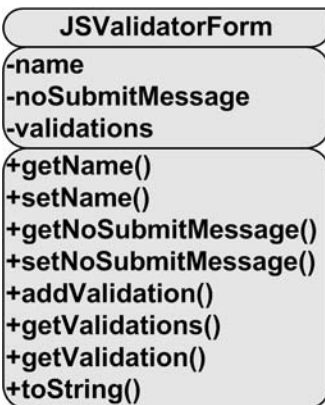 JSValidatorForm
-name
-noSubmitMessage
-validations
+getName()
+setName()
+getNoSubmitMessage()
+setNoSubmitMessage()
+addValidation()
+getValidations()
+getValidation()
+toString()